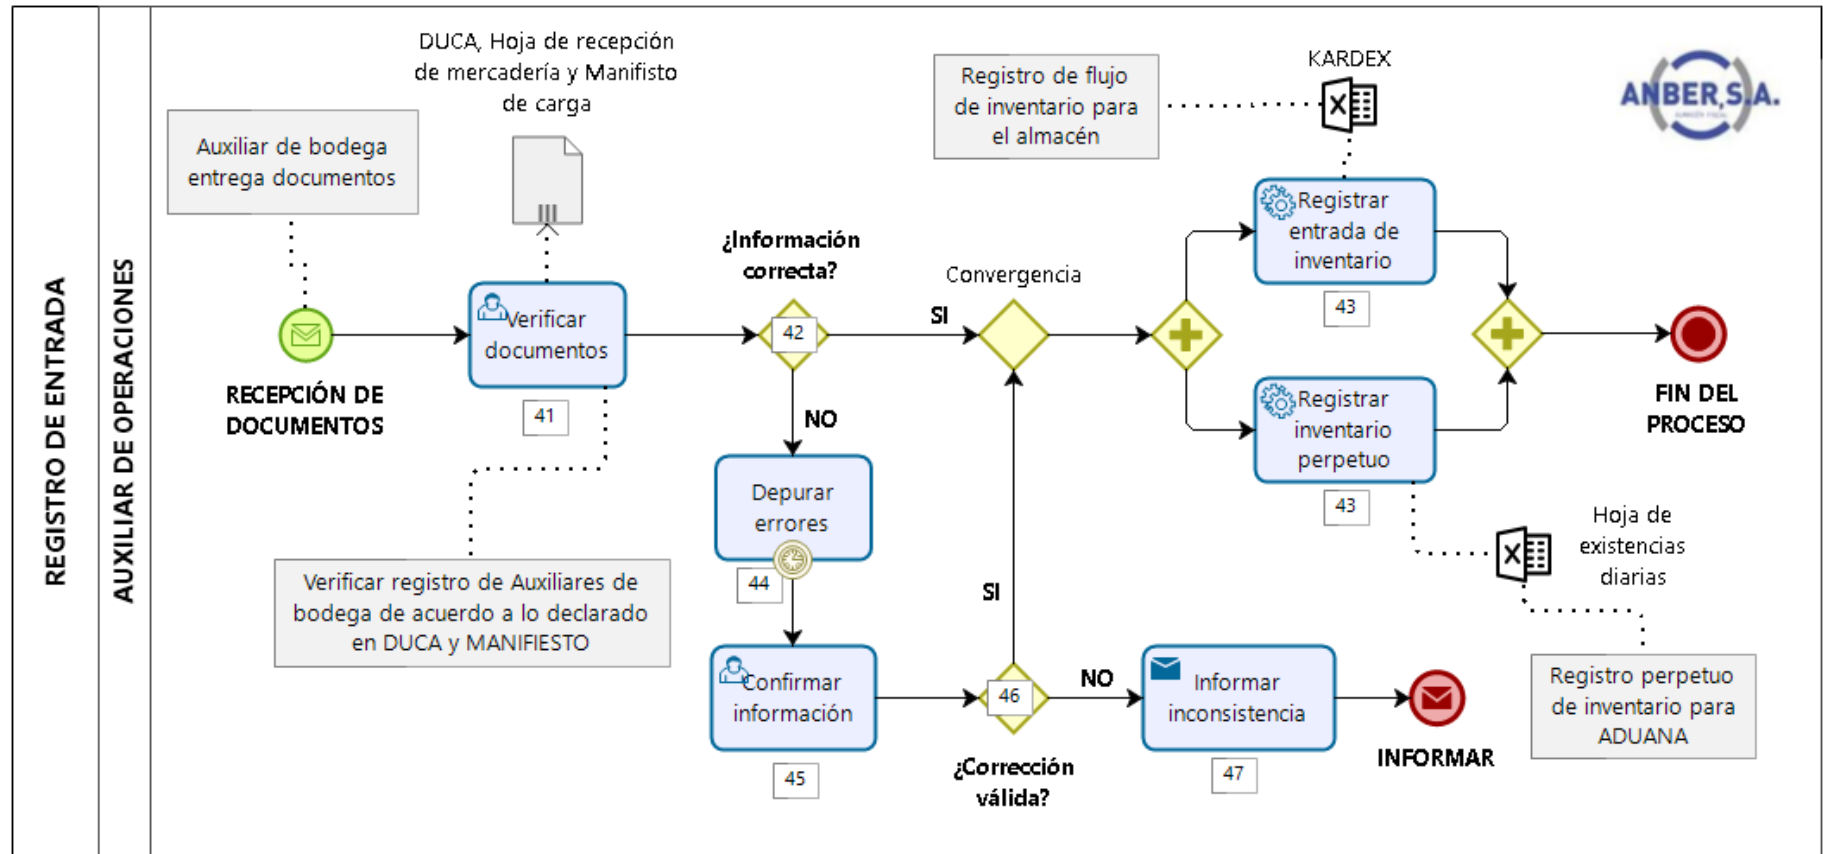 REGISTRO DE ENTRADA
AUXILIAR DE OPERACIONES
DUCA, Hoja de recepción
de mercadería y Manifisto
de carga
Auxiliar de bodega
entrega documentos
RECEPCIÓN DE
DOCUMENTOS
Verificar
documentos
41
Verificar registro de Auxiliares de
bodega de acuerdo a lo declarado
en DUCA y MANIFIESTO
¿Información
correcta?
42
SI
NO
Depurar
errores
44
Confirmar
información
45
Convergencia
SI
46
¿Corrección
válida?
NO
Informar
inconsistencia
47
INFORMAR
Registro de flujo
de inventario para
el almacén
KARDEX
Registrar
entrada de
inventario
43
Registrar
inventario
perpetuo
43
Hoja de
existencias
diarias
Registro perpetuo
de inventario para
ADUANA
FIN DEL
PROCESO
ANBER, S.A.